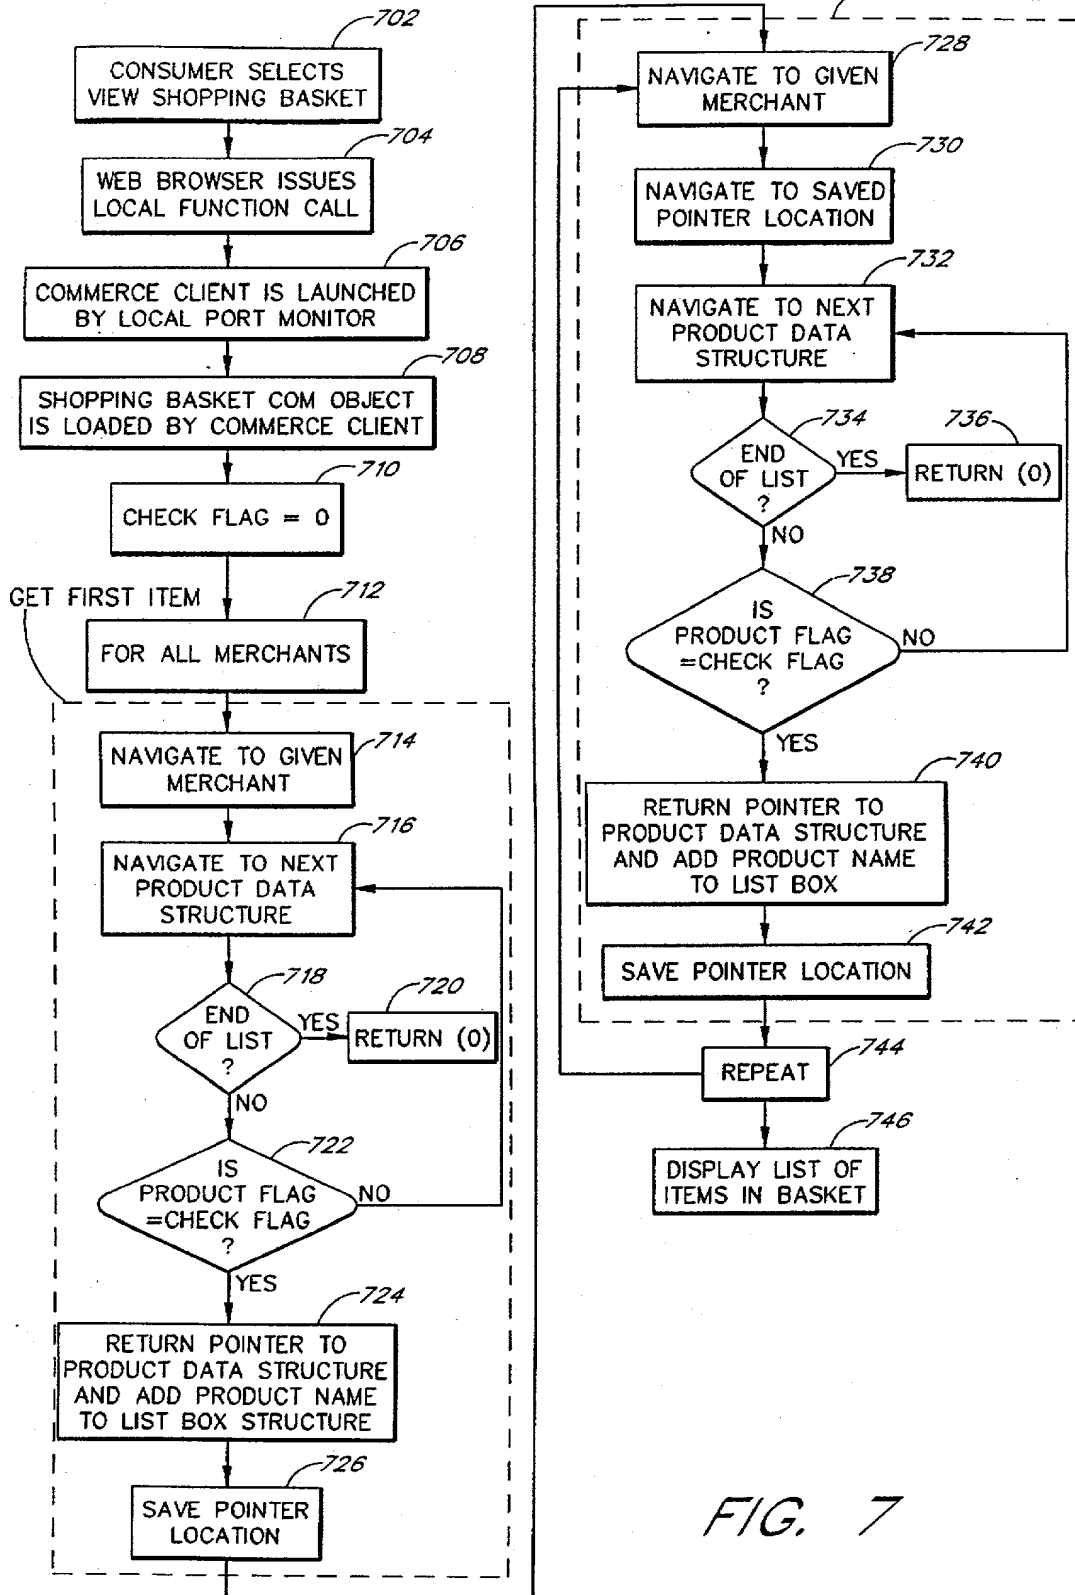 702
CONSUMER SELECTS
VIEW SHOPPING BASKET
704
WEB BROWSER ISSUES
LOCAL FUNCTION CALL
706
COMMERCE CLIENT IS LAUNCHED
BY LOCAL PORT MONITOR
708
SHOPPING BASKET COM OBJECT
IS LOADED BY COMMERCE CLIENT
710
CHECK FLAG = 0
GET FIRST ITEM
712
FOR ALL MERCHANTS
714
NAVIGATE TO GIVEN
MERCHANT
716
NAVIGATE TO NEXT
PRODUCT DATA
STRUCTURE
718
END
OF LIST
?
YES
720
RETURN (0)
NO
722
IS
PRODUCT FLAG
=CHECK FLAG
?
NO
YES
724
RETURN POINTER TO
PRODUCT DATA STRUCTURE
AND ADD PRODUCT NAME
TO LIST BOX STRUCTURE
726
SAVE POINTER
LOCATION
728
NAVIGATE TO GIVEN
MERCHANT
730
NAVIGATE TO SAVED
POINTER LOCATION
732
NAVIGATE TO NEXT
PRODUCT DATA
STRUCTURE
734
END
OF LIST
?
YES
736
RETURN (0)
NO
738
IS
PRODUCT FLAG
=CHECK FLAG
?
NO
YES
740
RETURN POINTER TO
PRODUCT DATA STRUCTURE
AND ADD PRODUCT NAME
TO LIST BOX
742
SAVE POINTER LOCATION
744
REPEAT
746
DISPLAY LIST OF
ITEMS IN BASKET
FIG. 7